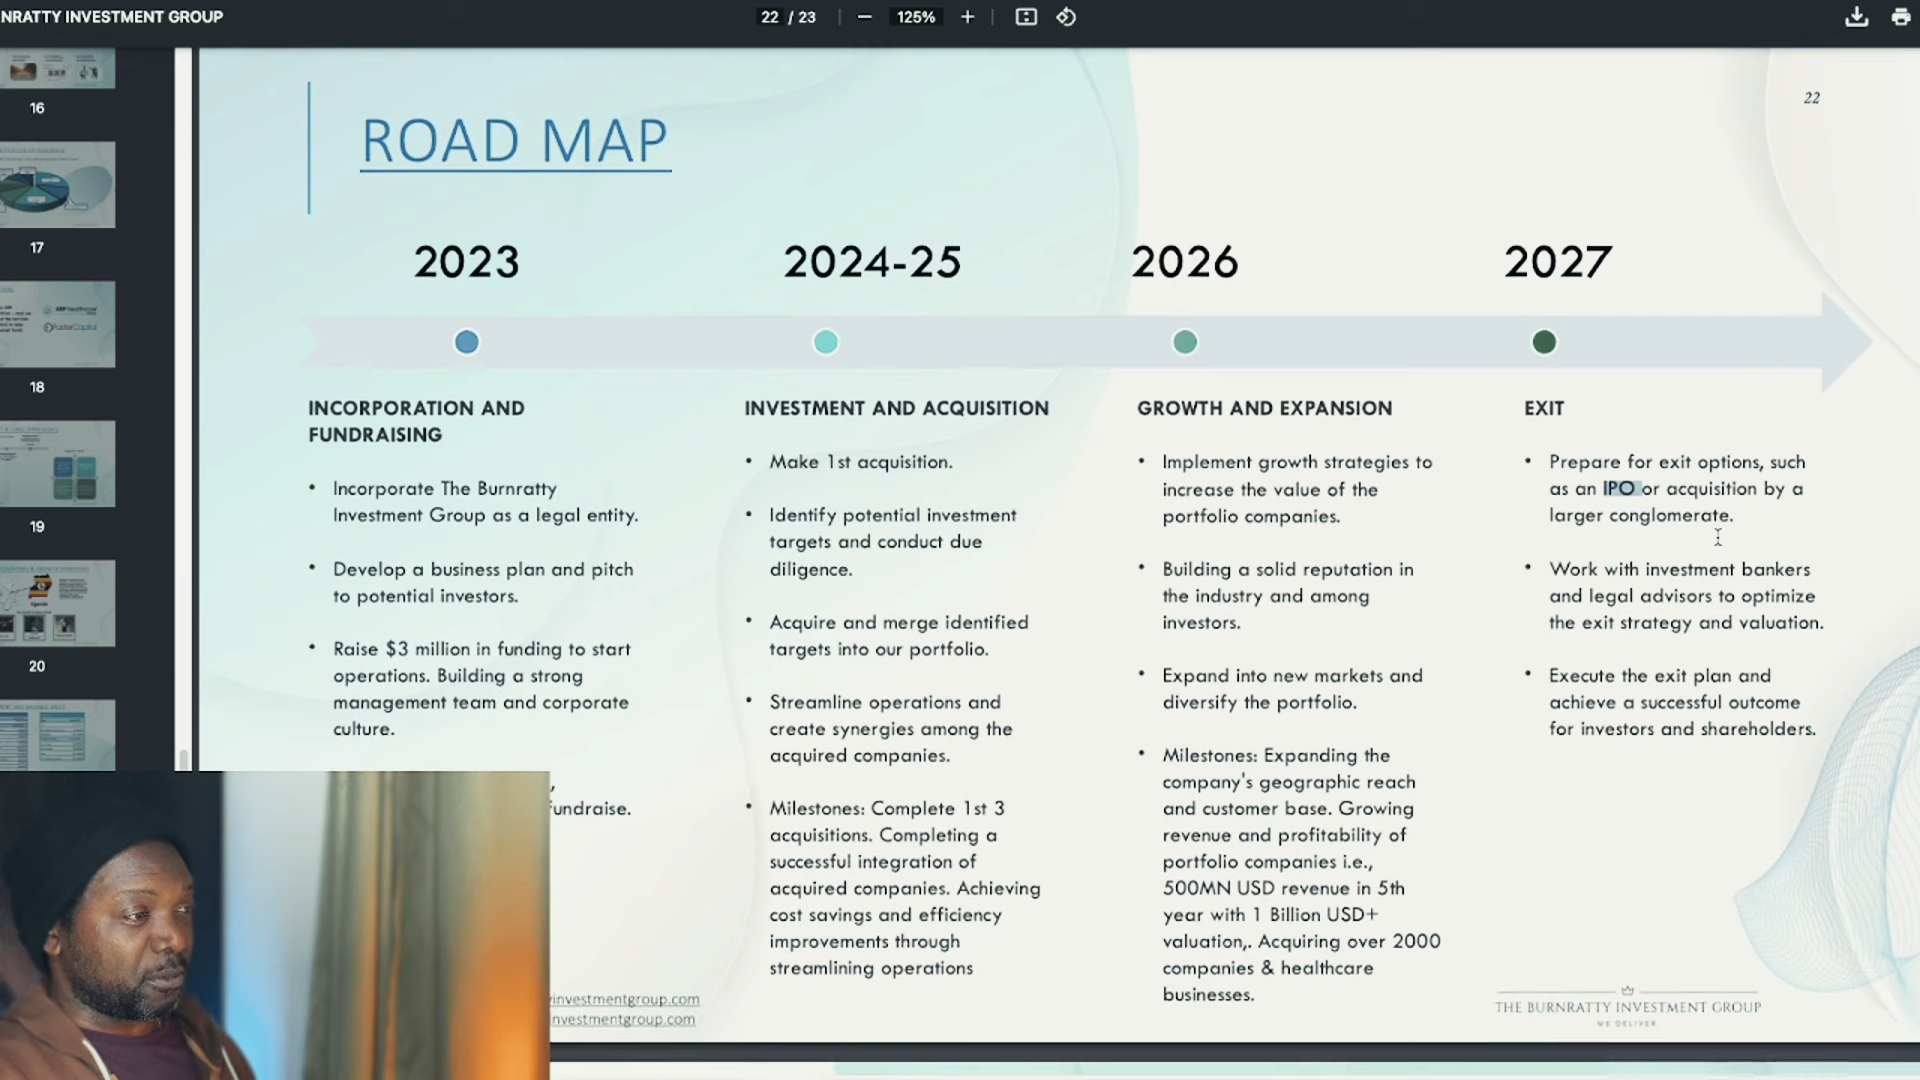 NRATTY INVESTMENT GROUP
22 / 23
125%
16
17
18
19
20
22
ROAD MAP
2023
2024-25
2026
2027
INCORPORATION AND
FUNDRAISING
• Incorporate The Burnratty
Investment Group as a legal entity.
• Develop a business plan and pitch
to potential investors.
• Raise $3 million in funding to start
operations. Building a strong
management team and corporate
culture.
fundraise.
INVESTMENT AND ACQUISITION
• Make 1st acquisition.
• Identify potential investment
targets and conduct due
diligence.
• Acquire and merge identified
targets into our portfolio.
• Streamline operations and
create synergies among the
acquired companies.
• Milestones: Complete 1st 3
acquisitions. Completing a
successful integration of
acquired companies. Achieving
cost savings and efficiency
improvements through
streamlining operations
GROWTH AND EXPANSION
• Implement growth strategies to
increase the value of the
portfolio companies.
• Building a solid reputation in
the industry and among
investors.
• Expand into new markets and
diversify the portfolio.
• Milestones: Expanding the
company's geographic reach
and customer base. Growing
revenue and profitability of
portfolio companies i.e.,
500MN USD revenue in 5th
year with 1 Billion USD+
valuation,. Acquiring over 2000
companies & healthcare
businesses.
EXIT
• Prepare for exit options, such
as an IPO or acquisition by a
larger conglomerate.
• Work with investment bankers
and legal advisors to optimize
the exit strategy and valuation.
• Execute the exit plan and
achieve a successful outcome
for investors and shareholders.
yinvestmentgroup.com
investmentgroup.com
THE BURNRATTY INVESTMENT GROUP
WE DELIVER.